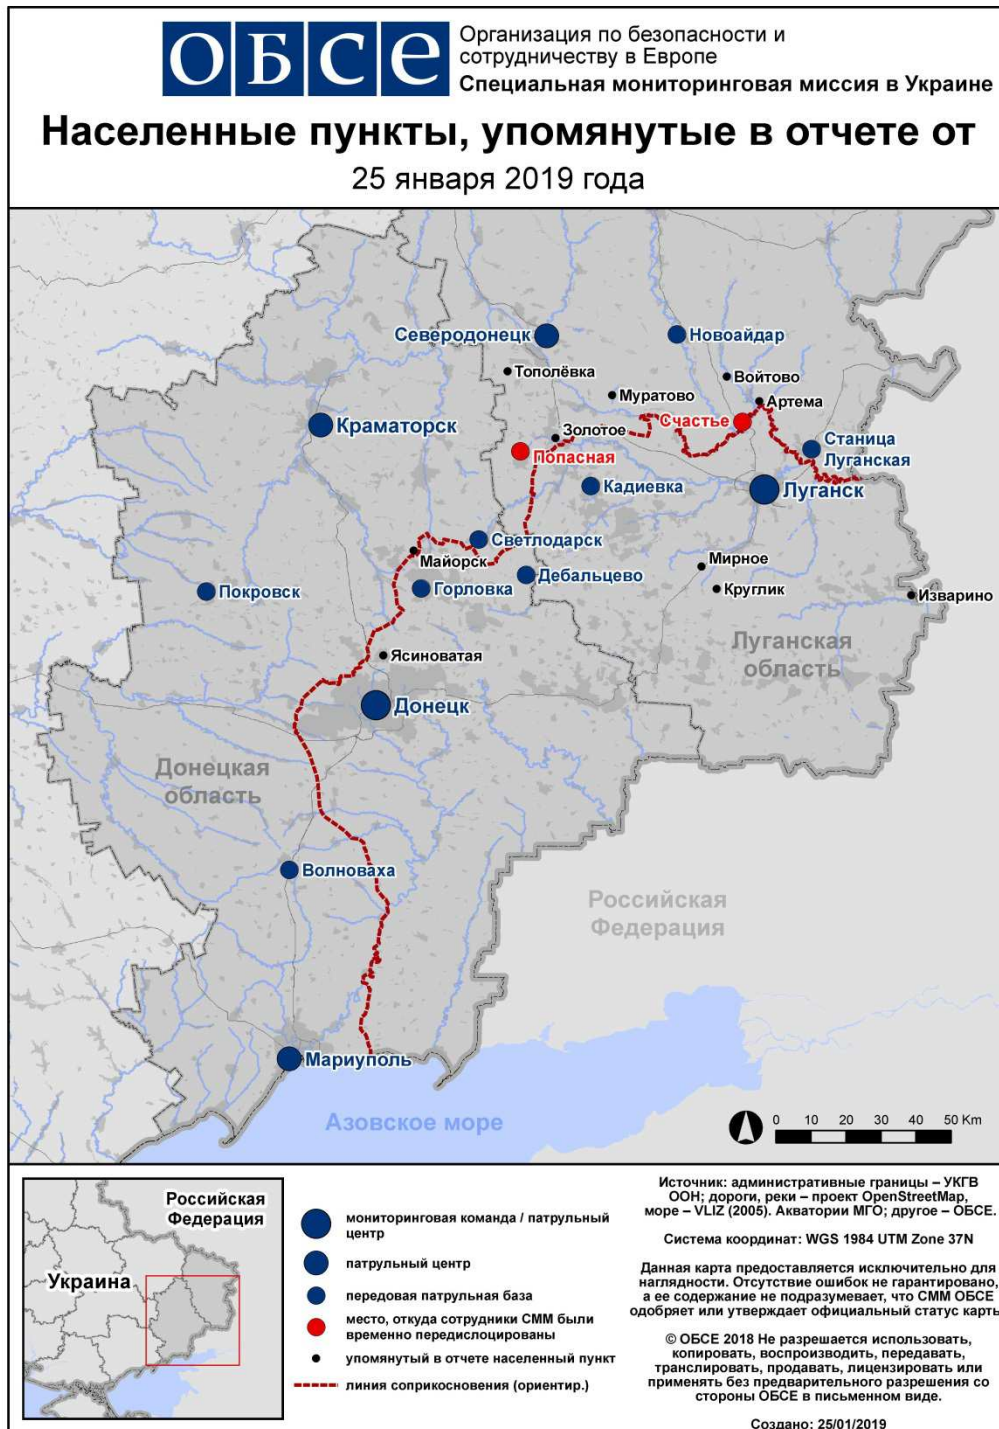 ОБСЕ
Организация по безопасности и
сотрудничеству в Европе
Специальная мониторинговая миссия в Украине
Населенные пункты, упомянутые в отчете от
25 января 2019 года
Северодонецк
Новоайдар
Тополёвка
Войтово
Муратово
Артема
Счастье
Краматорск
Золотое
Станица
Луганская
Попасная
Кадиевка
Луганск
Светлодарск
Майорск
Мирное
Дебальцево
Покровск
Горловка
Круглик
Изварино
Луганская
область
Ясиноватая
Донецк
Донецкая
область
Волноваха
Российская
Федерация
Мариуполь
Азовское море
0 10 20 30 40 50 Km
Российская
Федерация
Украина
мониторинговая команда / патрульный
центр
патрульный центр
передовая патрульная база
место, откуда сотрудники СММ были
временно передислоцированы
упомянутый в отчете населенный пункт
линия соприкосновения (ориентир.)
Источник: административные границы – УКГВ
ООН; дороги, реки – проект OpenStreetMap,
море – VLIZ (2005). Акватории МГО; другое – ОБСЕ.
Система координат: WGS 1984 UTM Zone 37N
Данная карта предоставляется исключительно для
наглядности. Отсутствие ошибок не гарантировано,
а ее содержание не подразумевает, что СММ ОБСЕ
одобряет или утверждает официальный статус карты
© ОБСЕ 2018 Не разрешается использовать,
копировать, воспроизводить, передавать,
транслировать, продавать, лицензировать или
применять без предварительного разрешения со
стороны ОБСЕ в письменном виде.
Создано: 25/01/2019